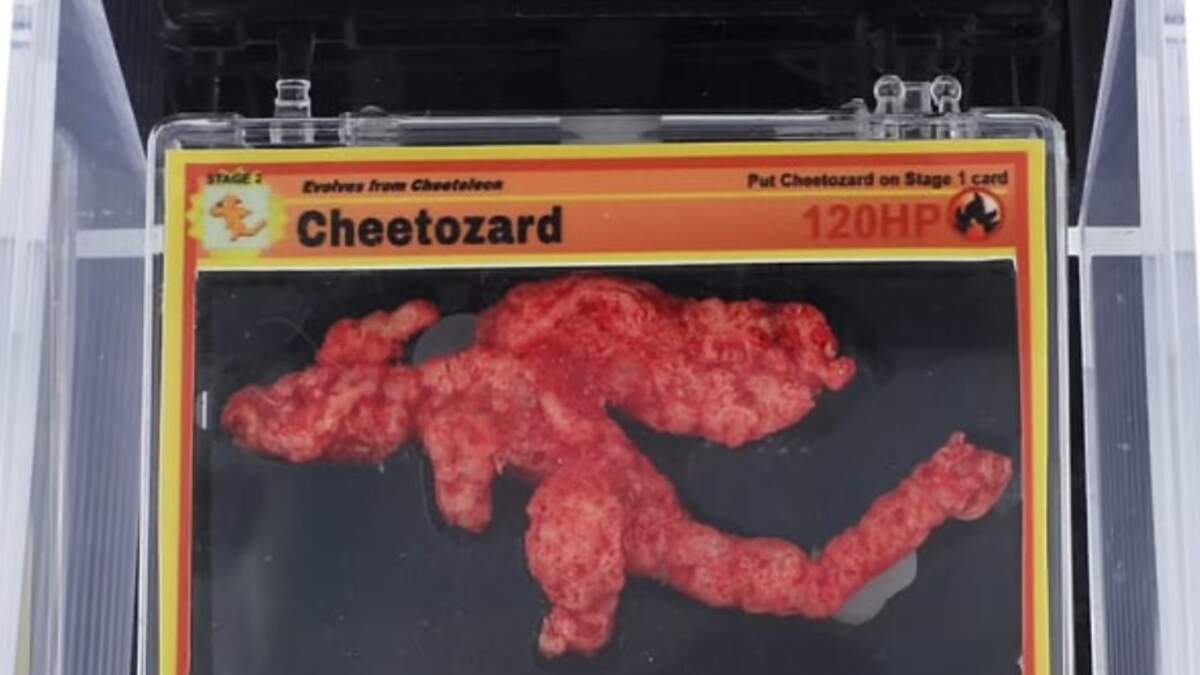 STAGE 2
Evolves from Cheetoleon
Put Cheetozard on Stage 1 card
Cheetozard
120HP